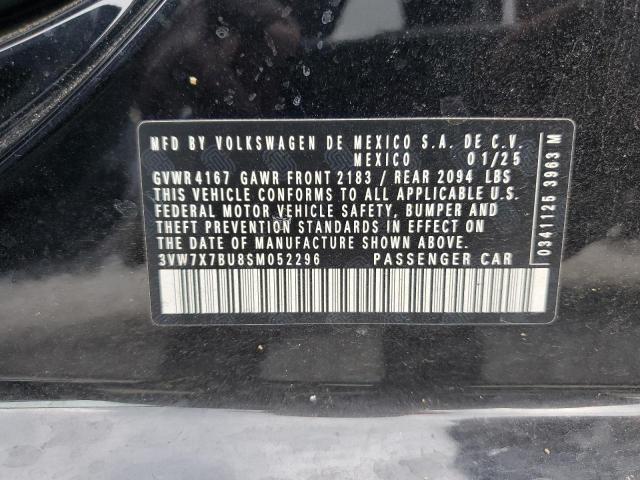 MFD BY VOLKSWAGEN DE MEXICO S.A. DE C.V.
MEXICO 01/25
GVWR 4167 GAWR FRONT 2183 / REAR 2094 LBS
THIS VEHICLE CONFORMS TO ALL APPLICABLE U.S.
FEDERAL MOTOR VEHICLE SAFETY, BUMPER AND
THEFT PREVENTION STANDARDS IN EFFECT ON
THE DATE OF MANUFACTURE SHOWN ABOVE.
3VW7X7BU8SM052296 PASSENGER CAR
0341125 3963 M